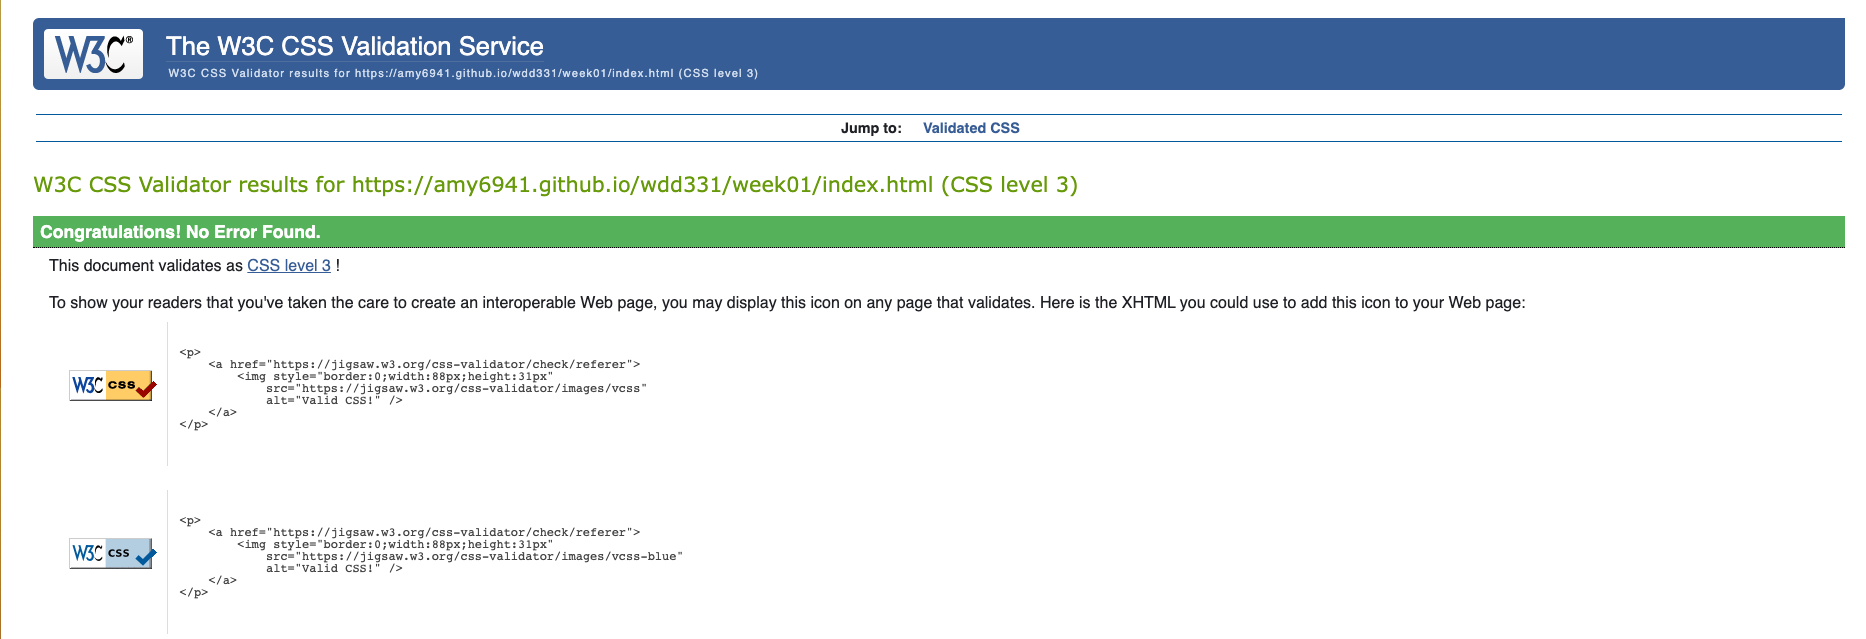 W3C®
The W3C CSS Validation Service
W3C CSS Validator results for https://amy6941.github.io/wdd331/week01/index.html (CSS level 3)
Jump to: Validated CSS
W3C CSS Validator results for https://amy6941.github.io/wdd331/week01/index.html (CSS level 3)
Congratulations! No Error Found.
This document validates as CSS level 3 !
To show your readers that you've taken the care to create an interoperable Web page, you may display this icon on any page that validates. Here is the XHTML you could use to add this icon to your Web page:
W3C css
<p>
<a href="https://jigsaw.w3.org/css-validator/check/referer">
<img style="border:0;width:88px;height:31px"
src="https://jigsaw.w3.org/css-validator/images/vcss"
alt="Valid CSS!" />
</a>
</p>
W3C css
<p>
<a href="https://jigsaw.w3.org/css-validator/check/referer">
<img style="border:0;width:88px;height:31px"
src="https://jigsaw.w3.org/css-validator/images/vcss-blue"
alt="Valid CSS!" />
</a>
</p>